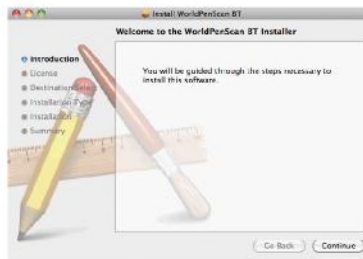 Install WorldPenScan BT
Welcome to the WorldPenScan BT Installer
Introduction
License
Destination Select
Installation Type
Installation
Summary
You will be guided through the steps necessary to
install this software.
Go Back
Continue